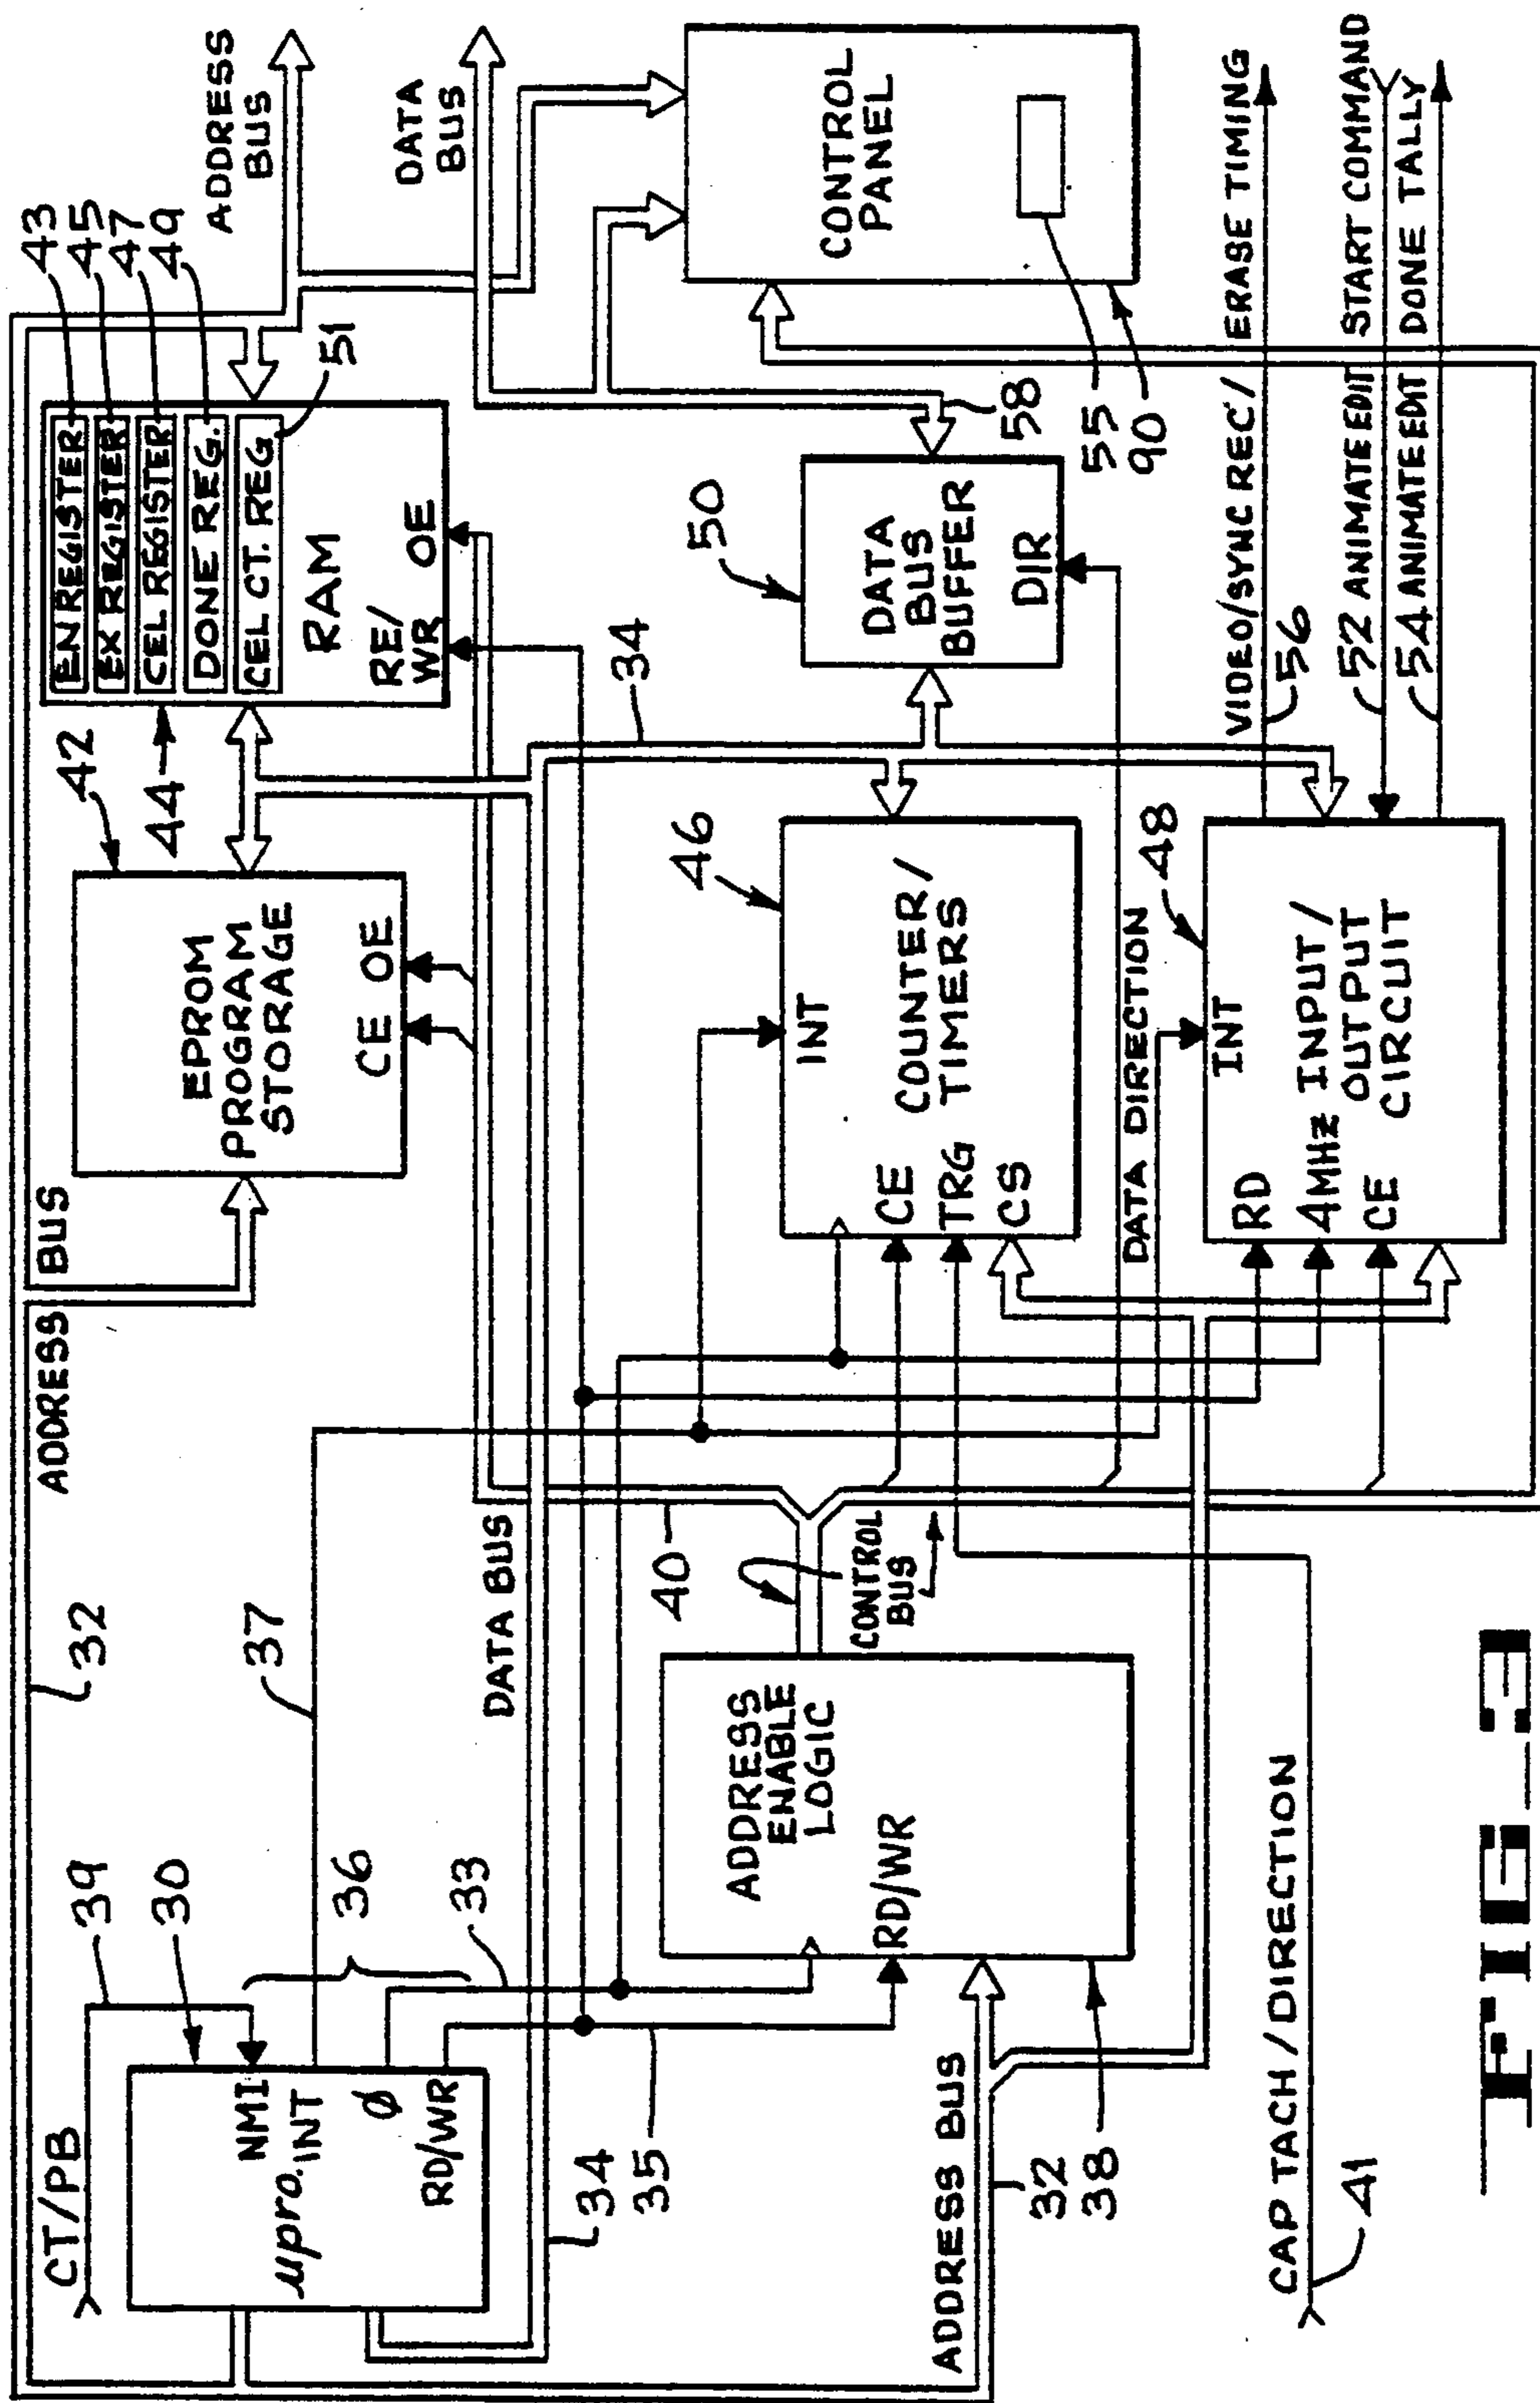 43
45
47
49
ADDRESS
BUS
DATA
BUS
EN REGISTER
EX REGISTER
CEL REGISTER
DONE REG.
CEL CT. REG
51
RAM
RE/
WR
OE
44
42
EPROM
PROGRAM
STORAGE
CE OE
ADDRESS BUS
32
CT/PB
39
30
NMI
µpro.
INT
Ø
RD/WR
36
37
33
34
35
DATA BUS
34
50
DATA
BUS
BUFFER
DIR
58
CONTROL
PANEL
55
90
46
INT
COUNTER/
TIMERS
CE
TRG
CS
40
CONTROL
BUS
ADDRESS
ENABLE
LOGIC
RD/WR
ADDRESS BUS
32
38
DATA DIRECTION
48
INT
RD
4MHz INPUT/
OUTPUT
CIRCUIT
CE
VIDEO/SYNC REC/ ERASE TIMING
56
52 ANIMATE EDIT START COMMAND
54 ANIMATE EDIT DONE TALLY
CAP TACH/DIRECTION
41
FIG_3